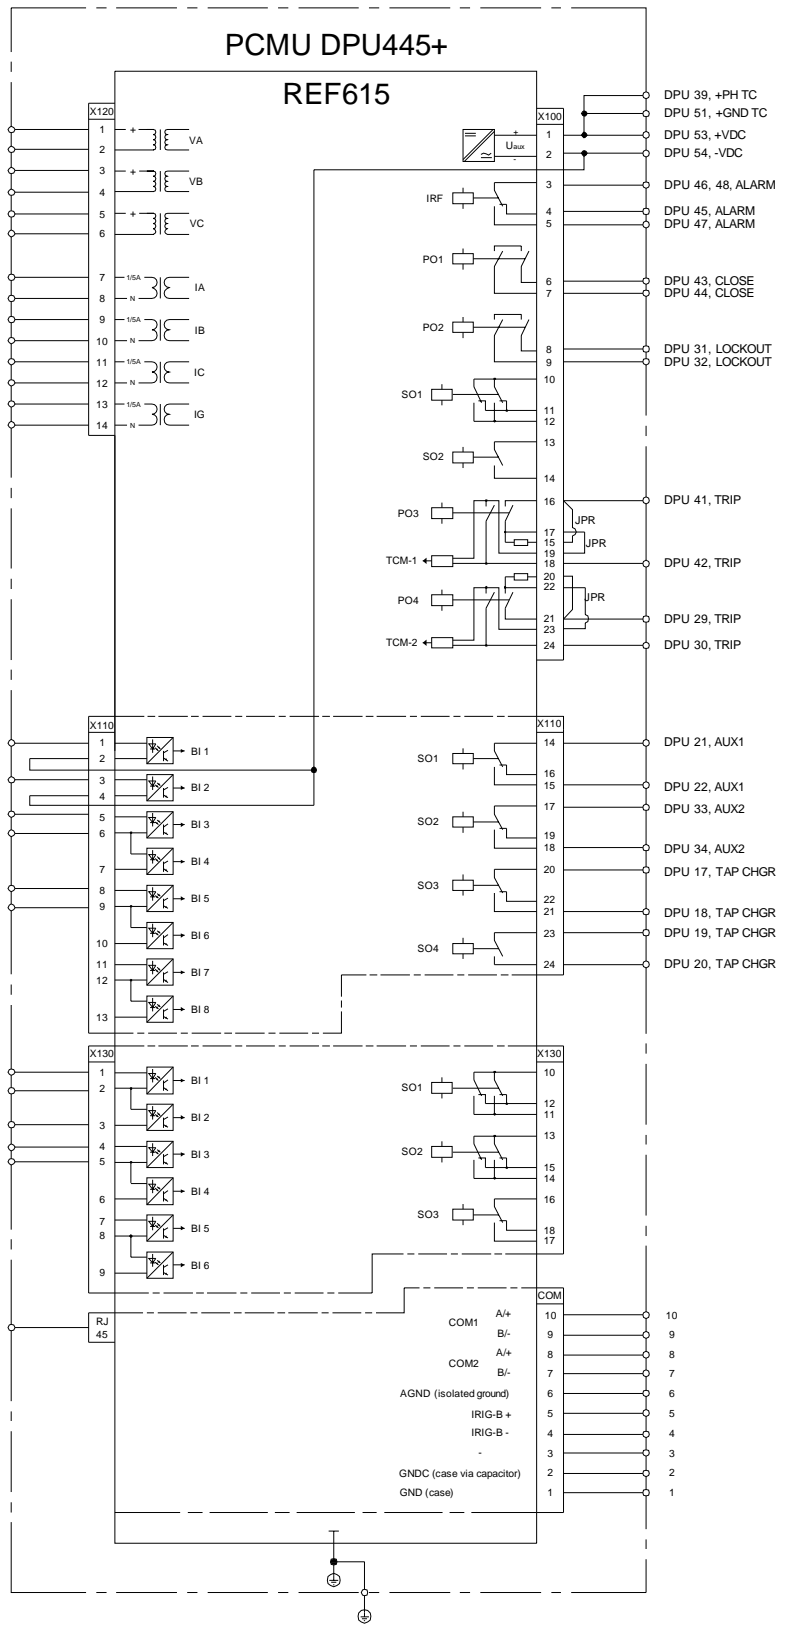 PCMU DPU445+
REF615
X120
1 +
2
VA
3 +
4
VB
5 +
6
VC
7 1/5A
8 N
IA
9 1/5A
10 N
IB
11 1/5A
12 N
IC
13 1/5A
14 N
IG
X100
+
Uaux
-
1
2
DPU 39, +PH TC
DPU 51, +GND TC
DPU 53, +VDC
DPU 54, -VDC
IRF
3 DPU 46, 48, ALARM
4 DPU 45, ALARM
5 DPU 47, ALARM
PO1
6 DPU 43, CLOSE
7 DPU 44, CLOSE
PO2
8 DPU 31, LOCKOUT
9 DPU 32, LOCKOUT
SO1
10
11
12
SO2
13
14
PO3
16 DPU 41, TRIP
JPR
17
15 JPR
19
TCM-1
18 DPU 42, TRIP
20
22
PO4
JPR
21 DPU 29, TRIP
23
TCM-2
24 DPU 30, TRIP
X110
1
2
BI 1
3
4
BI 2
5
6
BI 3
7
BI 4
8
9
BI 5
10
BI 6
11
12
BI 7
13
BI 8
X110
SO1
14 DPU 21, AUX1
16
15 DPU 22, AUX1
SO2
17 DPU 33, AUX2
19
18 DPU 34, AUX2
SO3
20 DPU 17, TAP CHGR
22
21 DPU 18, TAP CHGR
SO4
23 DPU 19, TAP CHGR
24 DPU 20, TAP CHGR
X130
1
2
BI 1
3
BI 2
4
5
BI 3
6
BI 4
7
8
BI 5
9
BI 6
X130
SO1
10
12
11
SO2
13
15
14
SO3
16
18
17
RJ
45
COM
COM1
A/+ 10 10
B/- 9 9
COM2
A/+ 8 8
B/- 7 7
AGND (isolated ground) 6 6
IRIG-B + 5 5
IRIG-B - 4 4
- 3 3
GNDC (case via capacitor) 2 2
GND (case) 1 1